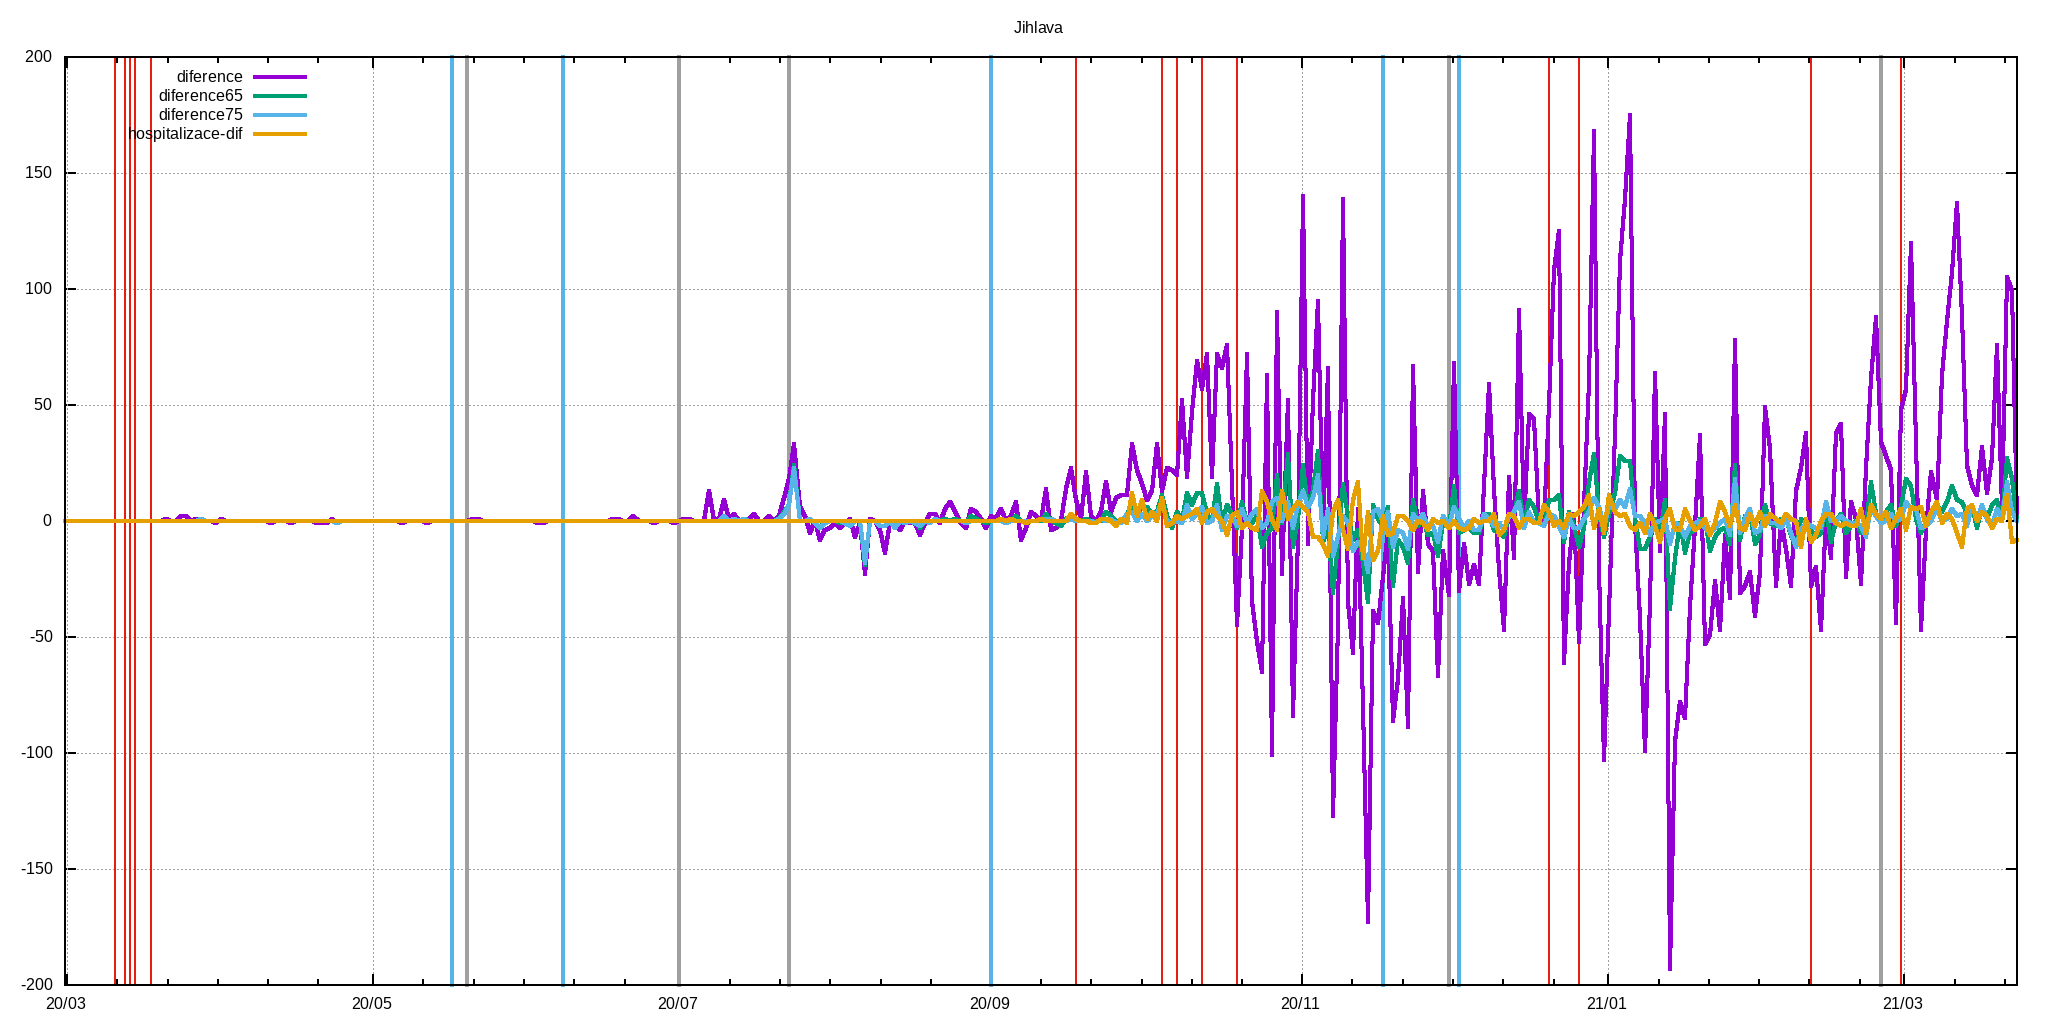 Jihlava
200
diference
diference65
diference75
hospitalizace-dif
150
100
50
0
-50
-100
-150
-200
20/03 20/05 20/07 20/09 20/11 21/01 21/03